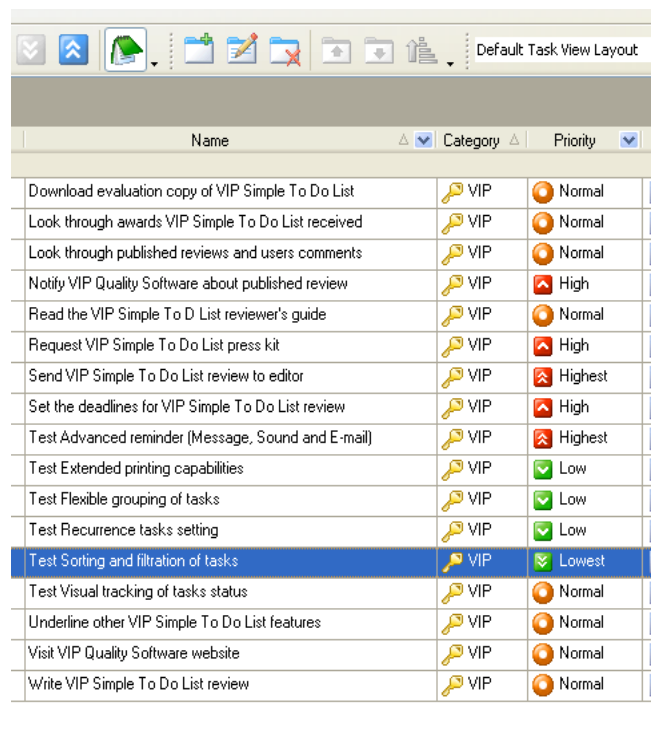 Default Task View Layout
Name Category Priority
Download evaluation copy of VIP Simple To Do List VIP Normal
Look through awards VIP Simple To Do List received VIP Normal
Look through published reviews and users comments VIP Normal
Notify VIP Quality Software about published review VIP High
Read the VIP Simple To D List reviewer's guide VIP Normal
Request VIP Simple To Do List press kit VIP High
Send VIP Simple To Do List review to editor VIP Highest
Set the deadlines for VIP Simple To Do List review VIP High
Test Advanced reminder (Message, Sound and E-mail) VIP Highest
Test Extended printing capabilities VIP Low
Test Flexible grouping of tasks VIP Low
Test Recurrence tasks setting VIP Low
Test Sorting and filtration of tasks VIP Lowest
Test Visual tracking of tasks status VIP Normal
Underline other VIP Simple To Do List features VIP Normal
Visit VIP Quality Software website VIP Normal
Write VIP Simple To Do List review VIP Normal